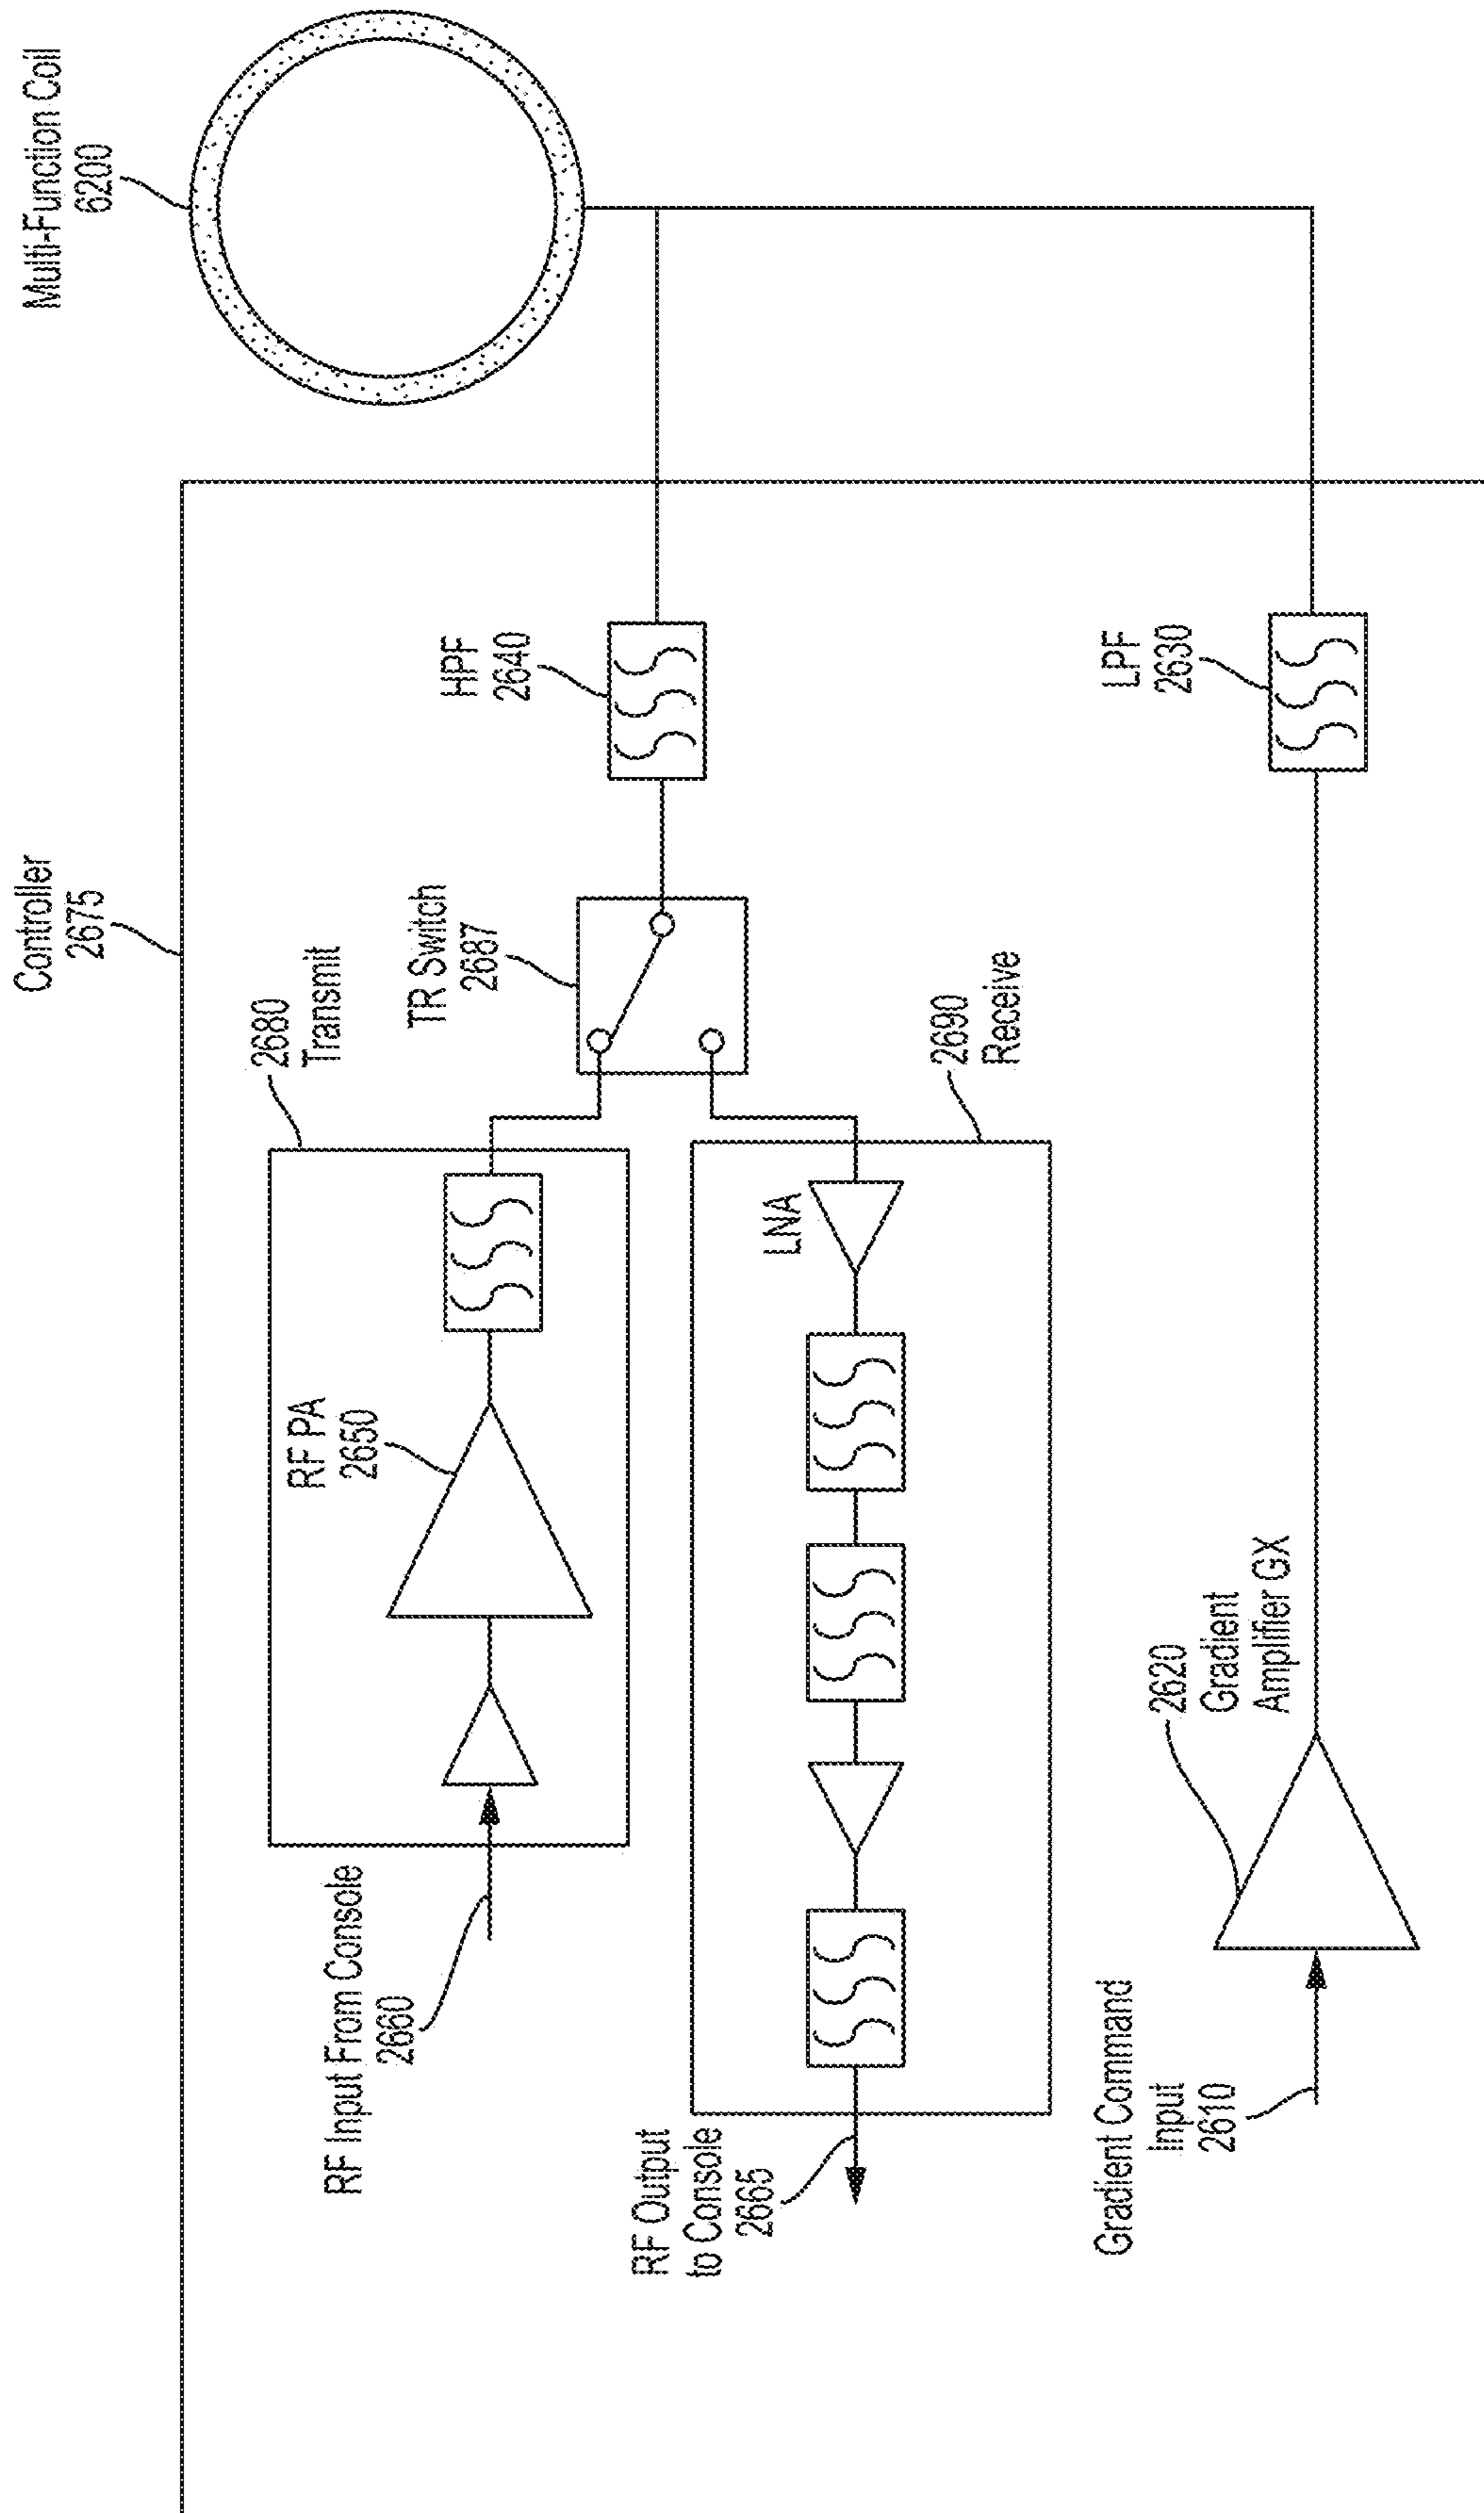 Multi-Function Coil
6200
Controller
2675
HPF
2640
LPF
2630
TR Switch
2687
2680
Transmit
2690
Receive
RF PA
2650
LNA
2620
Gradient
Amplifier GX
RF Input From Console
2660
RF Output
to Console
2665
Gradient Command
Input
2610